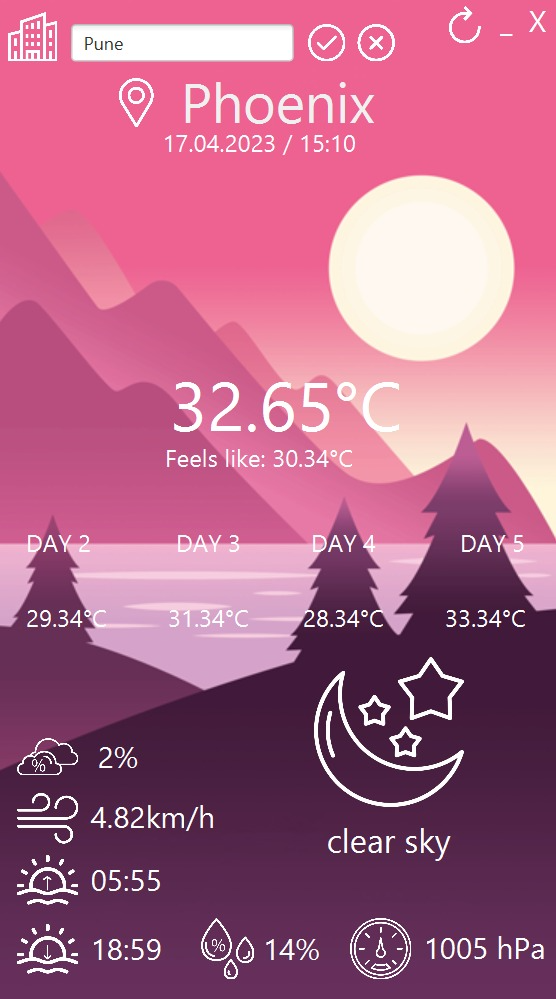 Pune
_ X
Phoenix
17.04.2023 / 15:10
32.65°C
Feels like: 30.34°C
DAY 2 DAY 3 DAY 4 DAY 5
29.34°C 31.34°C 28.34°C 33.34°C
% 2%
4.82km/h
clear sky
05:55
18:59 % 14% 1005 hPa